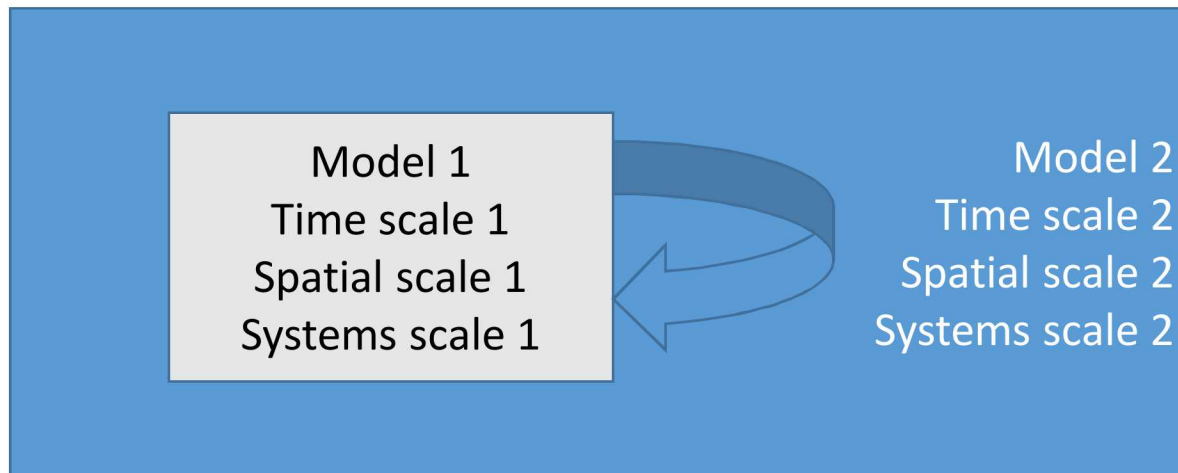 Model 1
Time scale 1
Spatial scale 1
Systems scale 1
Model 2
Time scale 2
Spatial scale 2
Systems scale 2